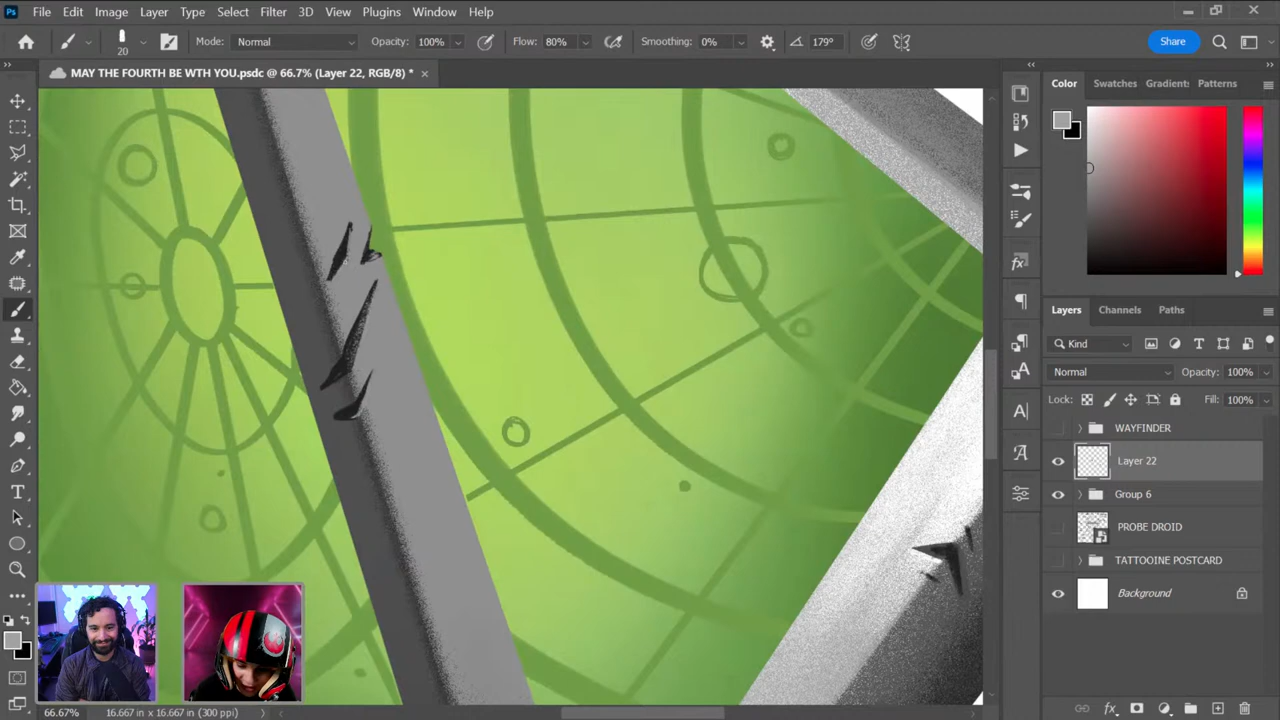 Ps File Edit Image Layer Type Select Filter 3D View Plugins Window Help
20 Mode: Normal Opacity: 100% Flow: 80% Smoothing: 0% 179° Share
MAY THE FOURTH BE WTH YOU.psdc @ 66.7% (Layer 22, RGB/8) * ×
Color Swatches Gradient: Patterns
Layers Channels Paths
Kind
Normal Opacity: 100%
Lock: Fill: 100%
WAYFINDER
Layer 22
Group 6
PROBE DROID
TATTOOINE POSTCARD
Background
66.67% 16.667 in x 16.667 in (300 ppi)